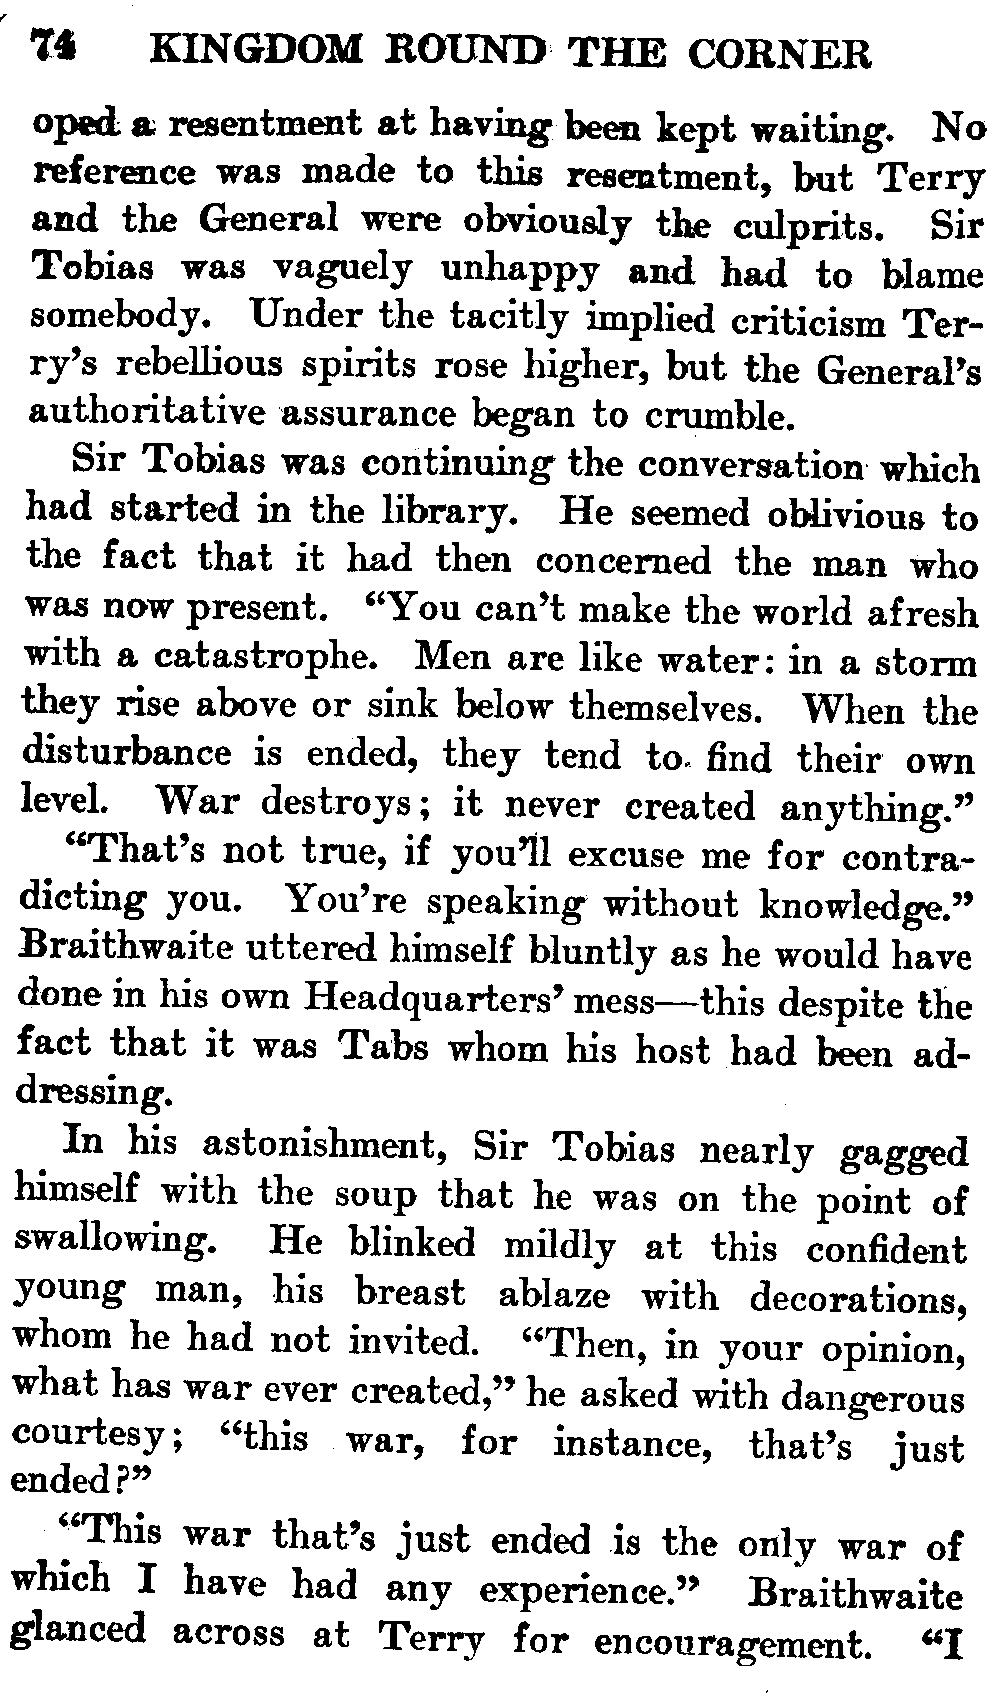 74 KINGDOM ROUND THE CORNER
oped a resentment at having been kept waiting. No
reference was made to this resentment, but Terry
and the General were obviously the culprits. Sir
Tobias was vaguely unhappy and had to blame
somebody. Under the tacitly implied criticism Ter-
ry's rebellious spirits rose higher, but the General's
authoritative assurance began to crumble.
Sir Tobias was continuing the conversation which
had started in the library. He seemed oblivious to
the fact that it had then concerned the man who
was now present. “You can't make the world afresh
with a catastrophe. Men are like water: in a storm
they rise above or sink below themselves. When the
disturbance is ended, they tend to find their own
level. War destroys; it never created anything.”
“That's not true, if you'll excuse me for contra-
dicting you. You're speaking without knowledge.”
Braithwaite uttered himself bluntly as he would have
done in his own Headquarters' mess—this despite the
fact that it was Tabs whom his host had been ad-
dressing.
In his astonishment, Sir Tobias nearly gagged
himself with the soup that he was on the point of
swallowing. He blinked mildly at this confident
young man, his breast ablaze with decorations,
whom he had not invited. “Then, in your opinion,
what has war ever created,” he asked with dangerous
courtesy; “this war, for instance, that's just
ended?”
“This war that's just ended is the only war of
which I have had any experience.” Braithwaite
glanced across at Terry for encouragement. “I